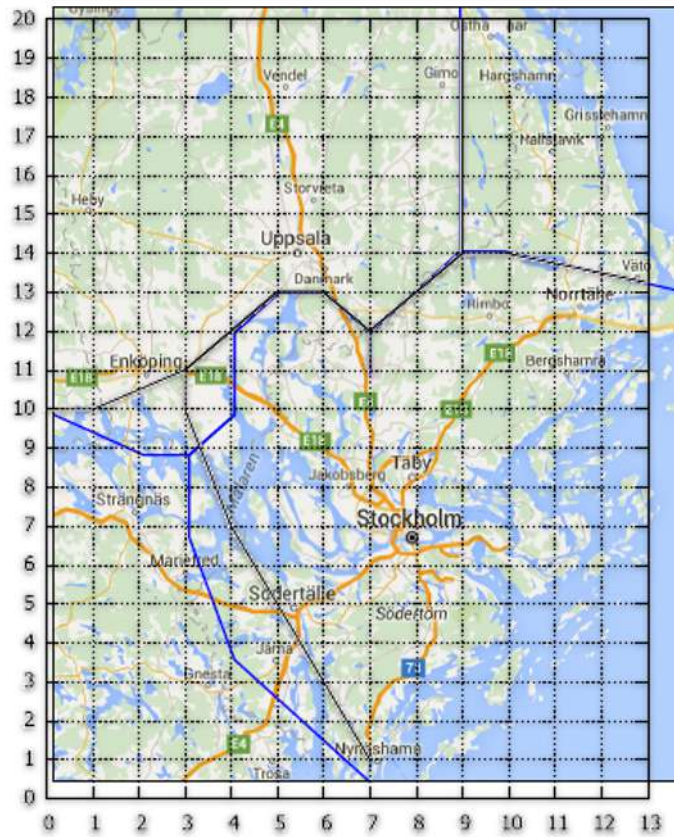 20
19
18
17
16
15
14
13
12
11
10
9
8
7
6
5
4
3
2
1
0
0 1 2 3 4 5 6 7 8 9 10 11 12 13
Vendel
Gimo
Hargshamn
E4
Grisslehamn
Hallstavik
Storvreta
Heby
Uppsala
Danmark
Väto
Rimbo
Norrtälje
Enköping
E18
E18
E18
Bergshamra
E4
E18
E18
Jakobsberg
Täby
Mälaren
Strängnäs
Stockholm
Mariefred
Södertälje
Södertörn
Järna
Gnesta
73
E4
Nynäshamn
Trosa